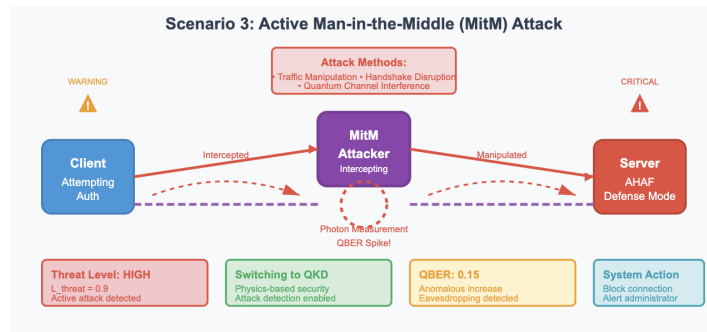 Scenario 3: Active Man-in-the-Middle (MitM) Attack
Attack Methods:
• Traffic Manipulation • Handshake Disruption
• Quantum Channel Interference
WARNING
CRITICAL
!
!
Client
Attempting
Auth
Intercepted
MitM
Attacker
Intercepting
Manipulated
Server
AHAF
Defense Mode
Photon Measurement
QBER Spike!
Threat Level: HIGH
L_threat = 0.9
Active attack detected
Switching to QKD
Physics-based security
Attack detection enabled
QBER: 0.15
Anomalous increase
Eavesdropping detected
System Action
Block connection
Alert administrator